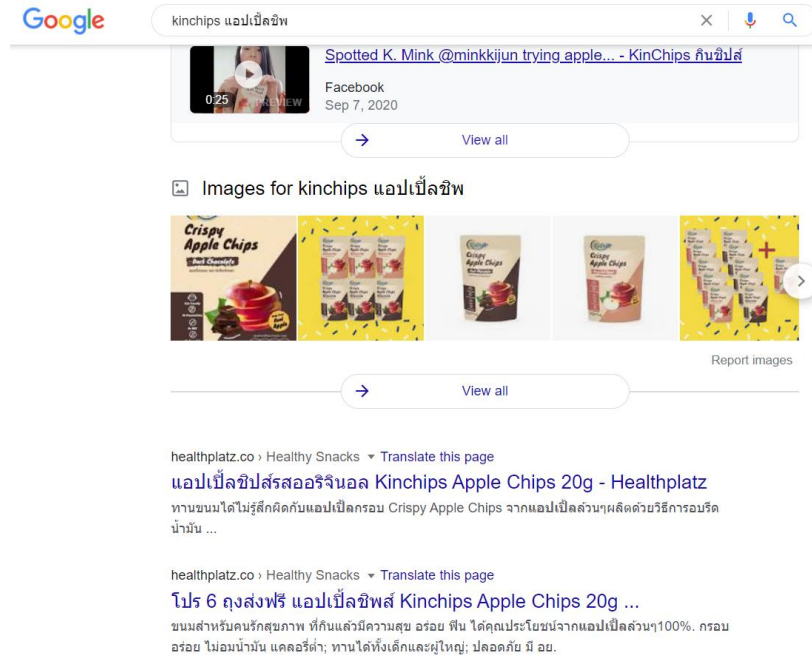 Google
kinchips แอปเปิ้ลชิพ
Spotted K. Mink @minkkijun trying apple... - KinChips กินชิปส์
0:25
PREVIEW
Facebook
Sep 7, 2020
View all
Images for kinchips แอปเปิ้ลชิพ
Crispy
Apple Chips
Dark Chocolate
Crispy
Apple Chips
Crispy
Apple Chips
Report images
View all
healthplatz.co › Healthy Snacks Translate this page
แอปเปิ้ลชิปส์รสออริจินอล Kinchips Apple Chips 20g - Healthplatz
ทานขนมได้ไม่รู้สึกผิดกับแอปเปิ้ลกรอบ Crispy Apple Chips จากแอปเปิ้ลล้วนๆผลิตด้วยวิธีการอบรีด
น้ำมัน ...
healthplatz.co › Healthy Snacks Translate this page
โปร 6 ถุงส่งฟรี แอปเปิ้ลชิพส์ Kinchips Apple Chips 20g ...
ขนมสำหรับคนรักสุขภาพ ที่กินแล้วมีความสุข อร่อย ฟิน ได้คุณประโยชน์จากแอปเปิ้ลล้วนๆ100%. กรอบ
อร่อย ไม่อมน้ำมัน แคลอรี่ต่ำ; ทานได้ทั้งเด็กและผู้ใหญ่; ปลอดภัย มี อย.